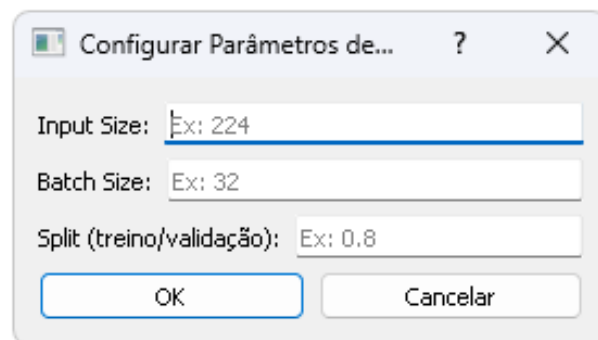 Configurar Parâmetros de... ?
Input Size: Ex: 224
Batch Size: Ex: 32
Split (treino/validação): Ex: 0.8
OK Cancelar